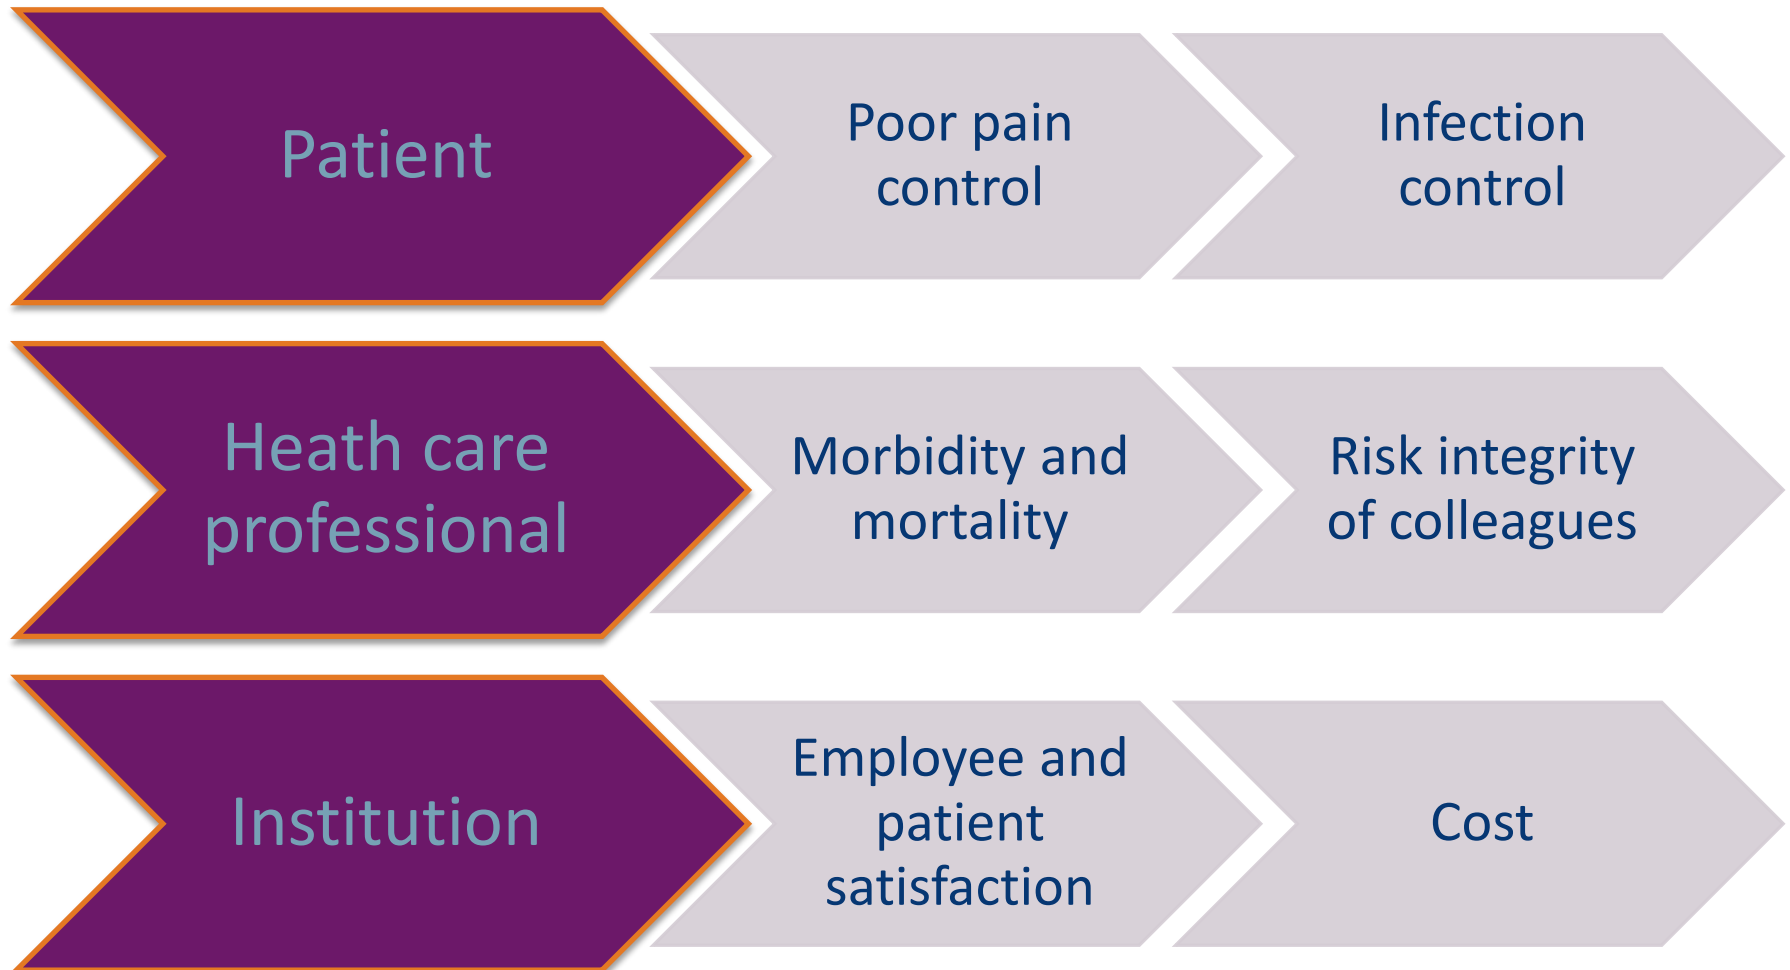 Patient
Poor pain
control
Infection
control
Heath care
professional
Morbidity and
mortality
Risk integrity
of colleagues
Institution
Employee and
patient
satisfaction
Cost